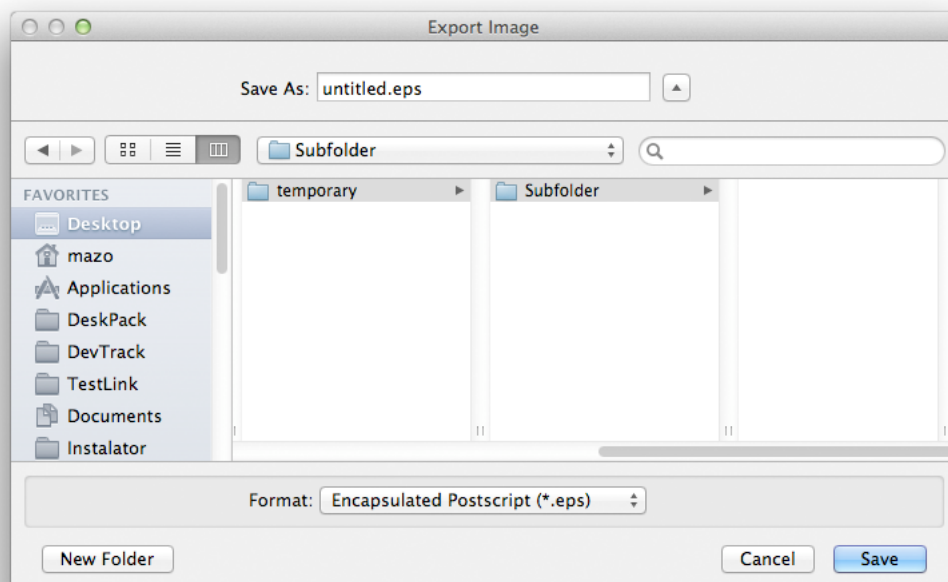 Export Image
Save As: untitled.eps
Subfolder
FAVORITES
Desktop
mazo
Applications
DeskPack
DevTrack
TestLink
Documents
Instalator
temporary
Subfolder
Format: Encapsulated Postscript (*.eps)
New Folder
Cancel
Save